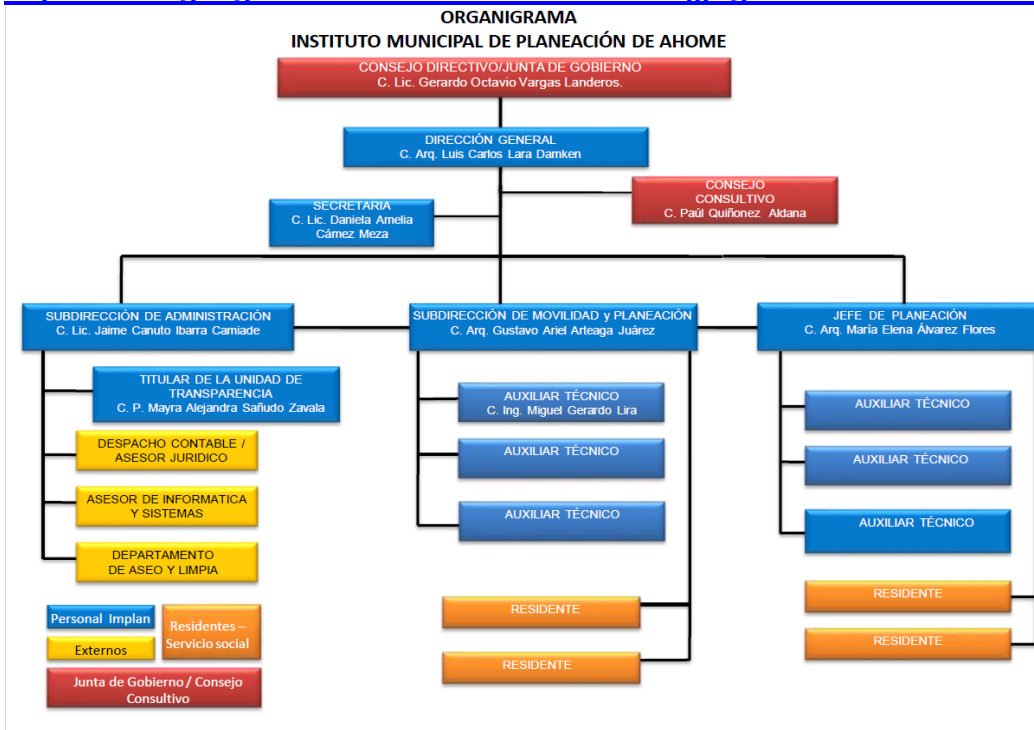 ORGANIGRAMA
INSTITUTO MUNICIPAL DE PLANEACIÓN DE AHOME
CONSEJO DIRECTIVO/JUNTA DE GOBIERNO
C. Lic. Gerardo Octavio Vargas Landeros.
DIRECCIÓN GENERAL
C. Arq. Luis Carlos Lara Damken
CONSEJO
CONSULTIVO
C. Paúl Quiñonez Aldana
SECRETARIA
C. Lic. Daniela Amelia
Cámez Meza
SUBDIRECCIÓN DE ADMINISTRACIÓN
C. Lic. Jaime Canuto Ibarra Camiade
TITULAR DE LA UNIDAD DE
TRANSPARENCIA
C. P. Mayra Alejandra Sañudo Zavala
DESPACHO CONTABLE /
ASESOR JURIDICO
ASESOR DE INFORMATICA
Y SISTEMAS
DEPARTAMENTO
DE ASEO Y LIMPIA
SUBDIRECCIÓN DE MOVILIDAD y PLANEACIÓN
C. Arq. Gustavo Ariel Arteaga Juárez
AUXILIAR TÉCNICO
C. Ing. Miguel Gerardo Lira
AUXILIAR TÉCNICO
AUXILIAR TÉCNICO
RESIDENTE
RESIDENTE
JEFE DE PLANEACIÓN
C. Arq. María Elena Álvarez Flores
AUXILIAR TÉCNICO
AUXILIAR TÉCNICO
AUXILIAR TÉCNICO
RESIDENTE
RESIDENTE
Personal Implan
Externos
Residentes –
Servicio social
Junta de Gobierno / Consejo
Consultivo